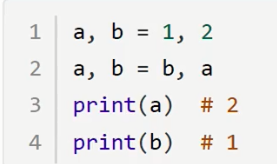 1 a, b = 1, 2
2 a, b = b, a
3 print(a)  # 2
4 print(b)  # 1